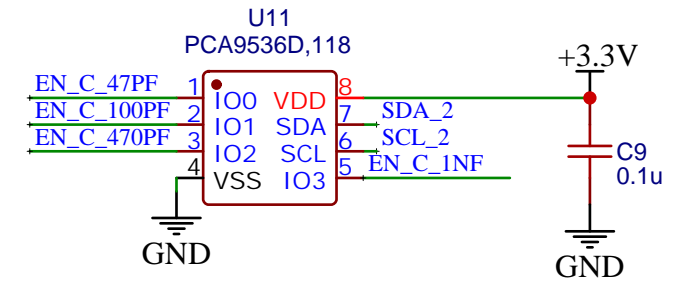 U11
PCA9536D,118
+3.3V
EN_C_47PF 1 IO0 VDD 8
EN_C_100PF 2 IO1 SDA 7 SDA_2
EN_C_470PF 3 IO2 SCL 6 SCL_2
4 VSS IO3 5 EN_C_1NF
C9
0.1u
GND
GND